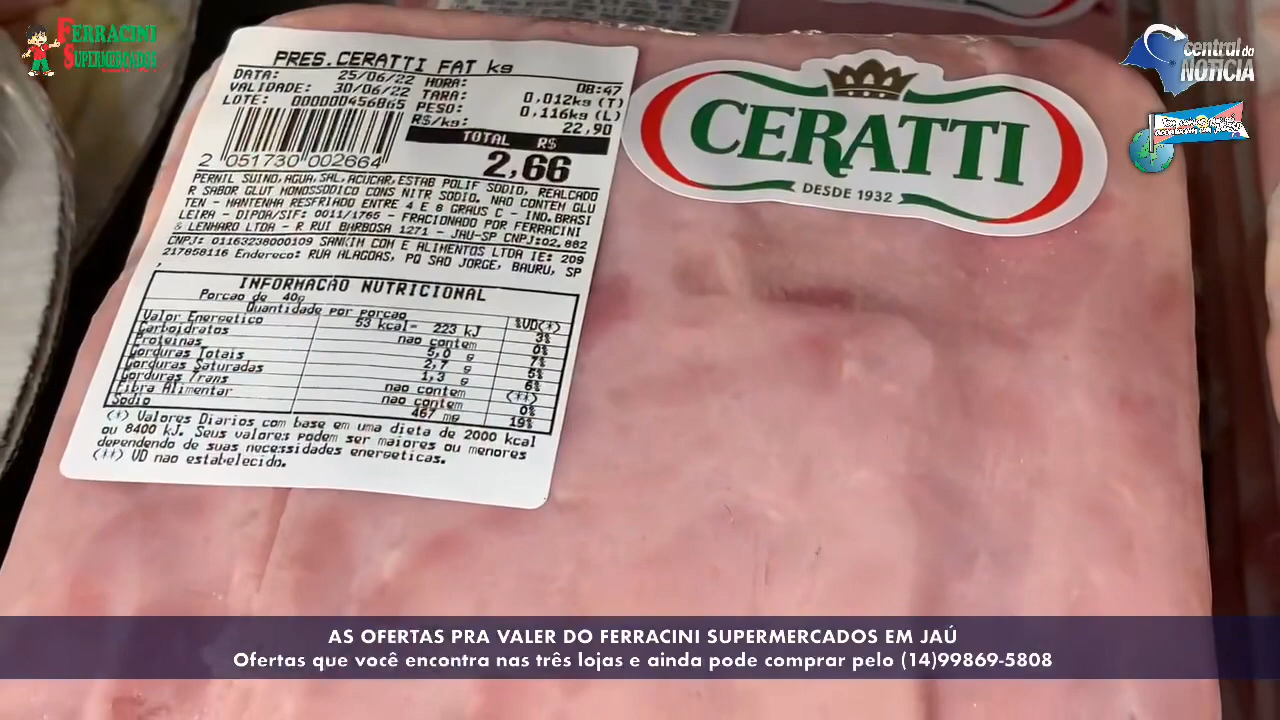 FERRACINI
SUPERMERCADOS
central da
NOTÍCIA
PRES.CERATTI FAT kg
DATA: 25/06/22 HORA: 08:47
VALIDADE: 30/06/22 TARA: 0,012kg (T)
LOTE: 000000456865 PESO: 0,116kg (L)
R$/kg: 22,90
TOTAL R$
2,66
2 051730 002664
PERNIL SUINO,AGUA,SAL,ACUCAR,ESTAB POLIF SODIO, REALCADO
R SABOR GLUT MONOSSODICO CONS NITR SODIO. NAO CONTEM GLU
TEN - MANTENHA RESFRIADO ENTRE 4 E 8 GRAUS C - IND.BRASI
LEIRA - DIPOA/SIF: 0011/1765 - FRACIONADO POR FERRACINI
& LENHARO LTDA - R RUI BARBOSA 1271 - JAU-SP CNPJ:02.882
CNPJ: 01163238000109 SANKIM COM E ALIMENTOS LTDA IE: 209
217858116 Endereco: RUA ALAGOAS, PQ SAO JORGE, BAURU, SP
,
INFORMACAO NUTRICIONAL
Porcao de 40g
Quantidade por porcao %VD(*)
Valor Energetico 53 kcal= 223 kJ 3%
Carboidratos nao contem 0%
Proteinas 5,0 g 7%
Gorduras Totais 2,7 g 5%
Gorduras Saturadas 1,3 g 6%
Gorduras Trans nao contem (**)
Fibra Alimentar nao contem 0%
Sodio 467 mg 19%
(*) Valores Diarios com base em uma dieta de 2000 kcal
ou 8400 kJ. Seus valores podem ser maiores ou menores
dependendo de suas necessidades energeticas.
(**) VD nao estabelecido.
CERATTI
DESDE 1932
AS OFERTAS PRA VALER DO FERRACINI SUPERMERCADOS EM JAÚ
Ofertas que você encontra nas três lojas e ainda pode comprar pelo (14)99869-5808